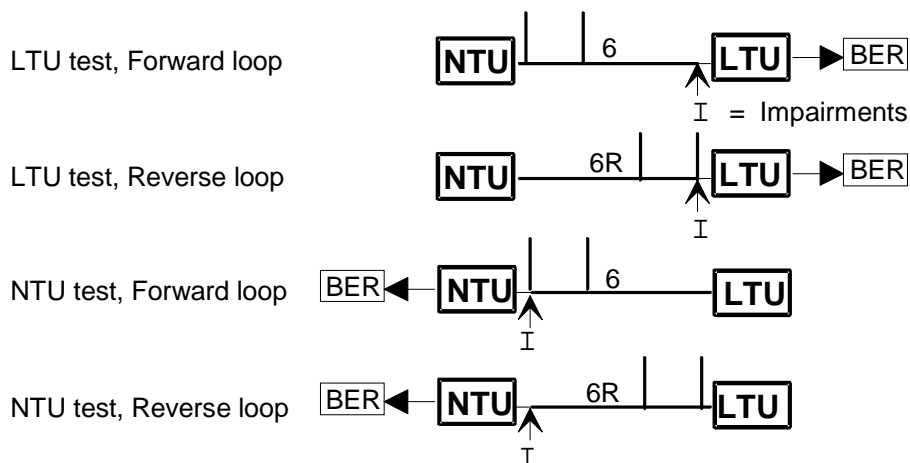 LTU test, Forward loop NTU 6 LTU BER
I = Impairments
LTU test, Reverse loop NTU 6R LTU BER
I
NTU test, Forward loop BER NTU 6 LTU
I
NTU test, Reverse loop BER NTU 6R LTU
I